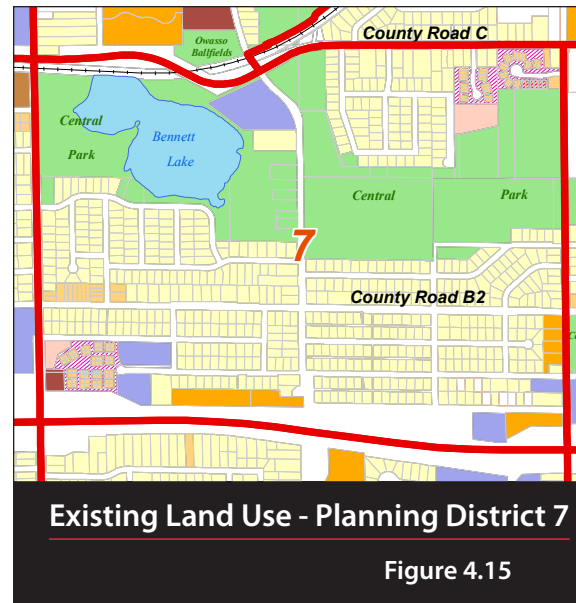 County Road C
Owasso
Ballfields
Central
Park
Bennett
Lake
Central
Park
7
County Road B2
Existing Land Use - Planning District 7
Figure 4.15